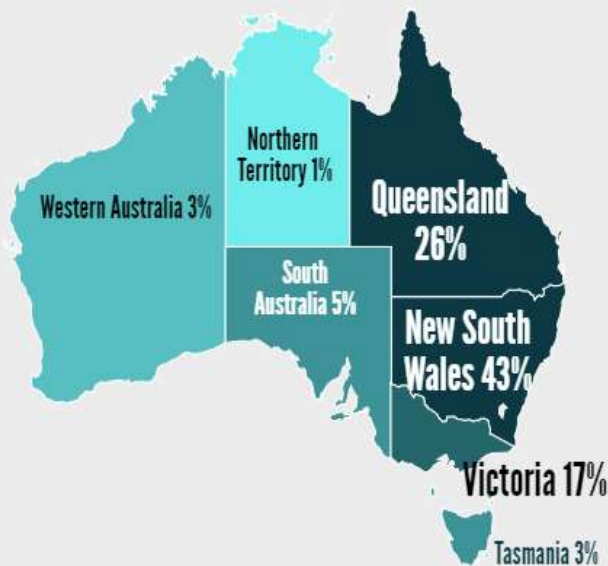 Northern
Territory 1%
Western Australia 3%
Queensland
26%
South
Australia 5%
New South
Wales 43%
Victoria 17%
Tasmania 3%